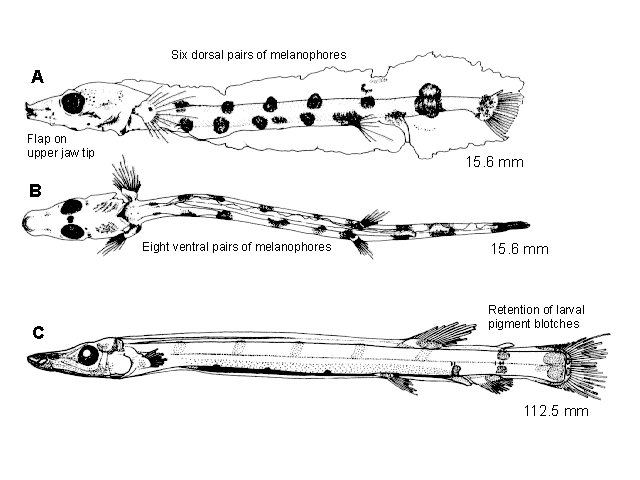 Six dorsal pairs of melanophores
A
Flap on
upper jaw tip
15.6 mm
B
Eight ventral pairs of melanophores
15.6 mm
Retention of larval
pigment blotches
C
112.5 mm